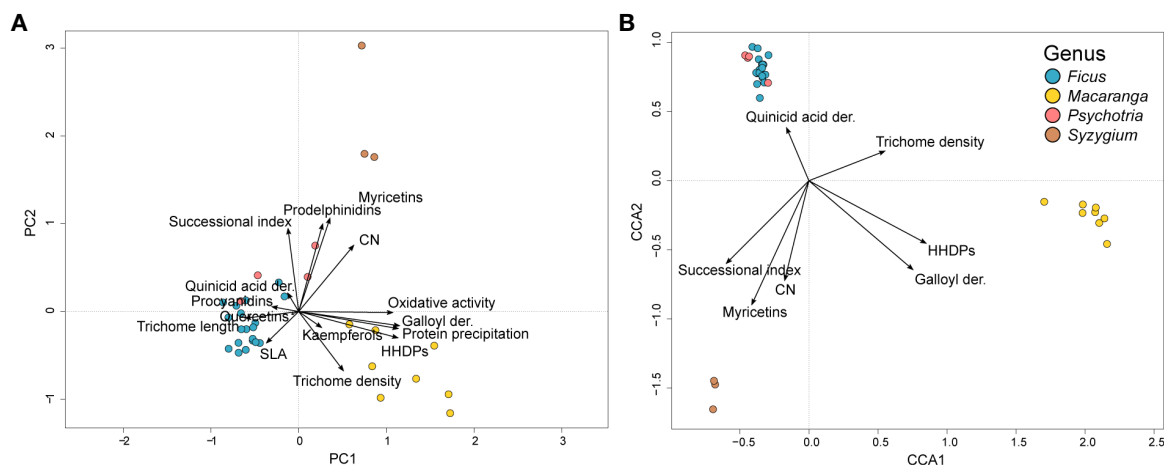 A
3
2
1
0
−1
PC2
Myricetins
Prodelphinidins
Successional index
CN
Quinicid acid der.
Procyanidins
Oxidative activity
Quercetins
Galloyl der.
Trichome length
Kaempferols
Protein precipitation
SLA
HHDPs
Trichome density
−2
−1
0
1
2
3
PC1
B
1.0
0.5
0.0
−0.5
−1.0
−1.5
CCA2
Genus
Ficus
Macaranga
Psychotria
Syzygium
Quinicid acid der.
Trichome density
HHDPs
Successional index
Galloyl der.
CN
Myricetins
−0.5
0.0
0.5
1.0
1.5
2.0
2.5
CCA1